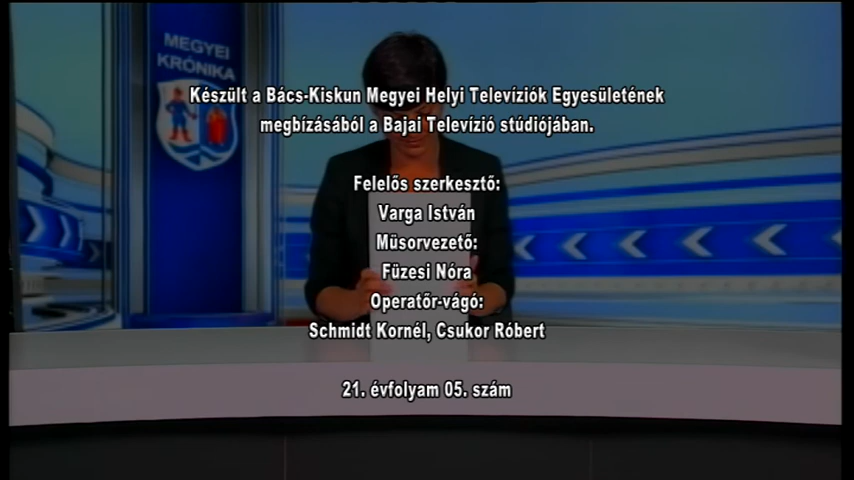 MEGYEI
KRÓNIKA
Készült a Bács-Kiskun Megyei Helyi Televíziók Egyesületének
megbízásából a Bajai Televízió stúdiójában.
Felelős szerkesztő:
Varga István
Műsorvezető:
Füzesi Nóra
Operatőr-vágó:
Schmidt Kornél, Csukor Róbert
21. évfolyam 05. szám